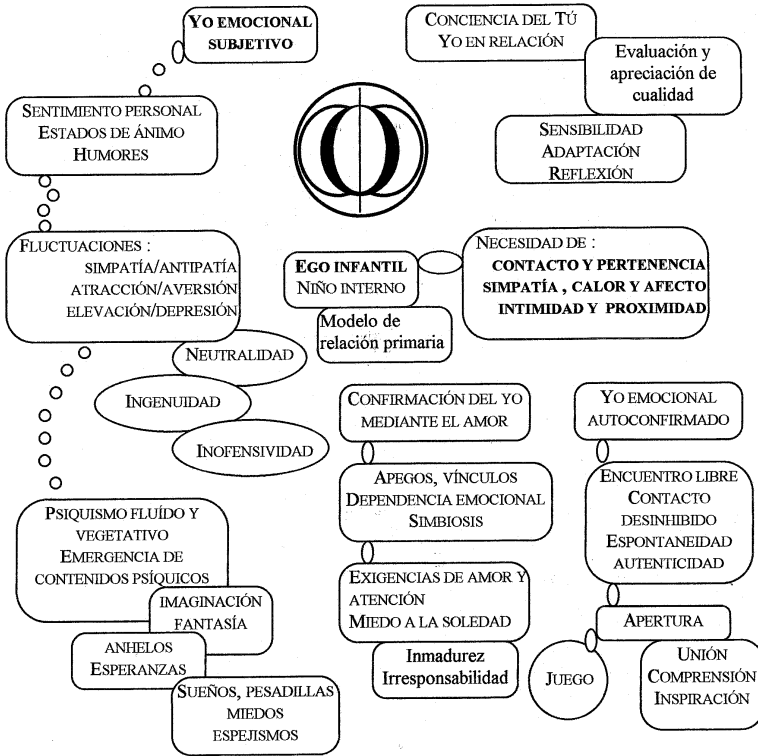 YO EMOCIONAL
SUBJETIVO
SENTIMIENTO PERSONAL
ESTADOS DE ÁNIMO
HUMORES
FLUCTUACIONES :
SIMPATÍA/ANTIPATÍA
ATRACCIÓN/AVERSIÓN
ELEVACIÓN/DEPRESIÓN
NEUTRALIDAD
INGENUIDAD
INOFENSIVIDAD
PSIQUISMO FLUÍDO Y
VEGETATIVO
EMERGENCIA DE
CONTENIDOS PSÍQUICOS
IMAGINACIÓN
FANTASÍA
ANHELOS
ESPERANZAS
SUEÑOS, PESADILLAS
MIEDOS
ESPEJISMOS
CONCIENCIA DEL TÚ
YO EN RELACIÓN
Evaluación y
apreciación de
cualidad
SENSIBILIDAD
ADAPTACIÓN
REFLEXIÓN
EGO INFANTIL
NIÑO INTERNO
Modelo de
relación primaria
NECESIDAD DE :
CONTACTO Y PERTENENCIA
SIMPATÍA , CALOR Y AFECTO
INTIMIDAD Y PROXIMIDAD
CONFIRMACIÓN DEL YO
MEDIANTE EL AMOR
APEGOS, VÍNCULOS
DEPENDENCIA EMOCIONAL
SIMBIOSIS
EXIGENCIAS DE AMOR Y
ATENCIÓN
MIEDO A LA SOLEDAD
Inmadurez
Irresponsabilidad
YO EMOCIONAL
AUTOCONFIRMADO
ENCUENTRO LIBRE
CONTACTO
DESINHIBIDO
ESPONTANEIDAD
AUTENTICIDAD
APERTURA
JUEGO
UNIÓN
COMPRENSIÓN
INSPIRACIÓN